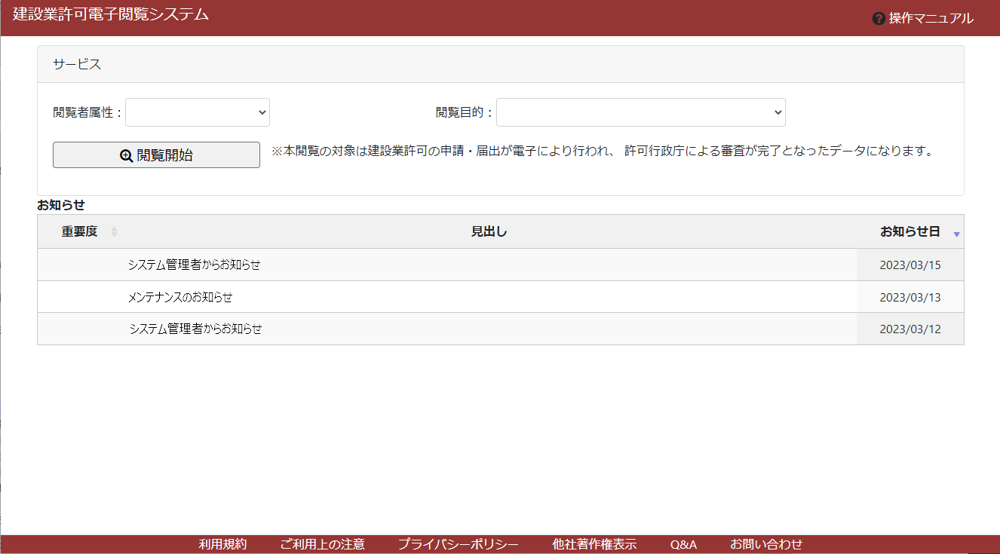 建設業許可電子閲覧システム
操作マニュアル
サービス
閲覧者属性：
閲覧目的：
閲覧開始
※本閲覧の対象は建設業許可の申請・届出が電子により行われ、 許可行政庁による審査が完了となったデータになります。
お知らせ
重要度 見出し お知らせ日
システム管理者からお知らせ 2023/03/15
メンテナンスのお知らせ 2023/03/13
システム管理者からお知らせ 2023/03/12
利用規約 ご利用上の注意 プライバシーポリシー 他社著作権表示 Q&A お問い合わせ